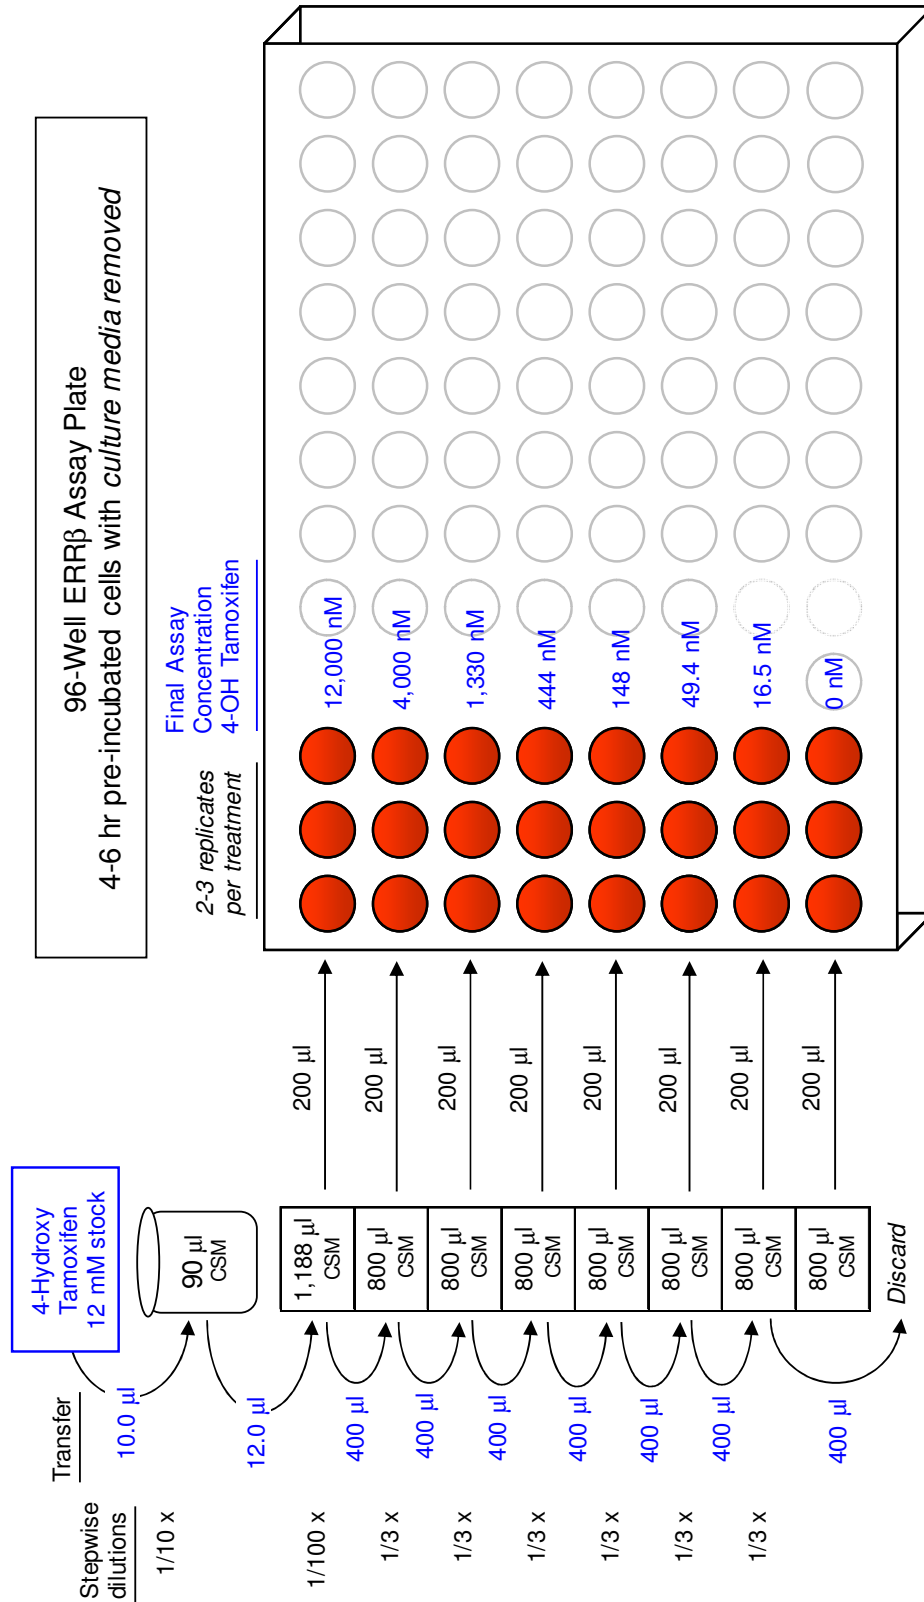 96-Well ERRβ Assay Plate
4-6 hr pre-incubated cells with culture media removed
4-Hydroxy
Tamoxifen
12 mM stock
Stepwise
dilutions
Transfer
2-3 replicates
per treatment
Final Assay
Concentration
4-OH Tamoxifen
1/10 x
10.0 µl
90 µl
CSM
12.0 µl
1/100 x
1,188 µl
CSM
200 µl
12,000 nM
400 µl
1/3 x
800 µl
CSM
200 µl
4,000 nM
400 µl
1/3 x
800 µl
CSM
200 µl
1,330 nM
400 µl
1/3 x
800 µl
CSM
200 µl
444 nM
400 µl
1/3 x
800 µl
CSM
200 µl
148 nM
400 µl
1/3 x
800 µl
CSM
200 µl
49.4 nM
400 µl
1/3 x
800 µl
CSM
200 µl
16.5 nM
400 µl
800 µl
CSM
200 µl
0 nM
Discard